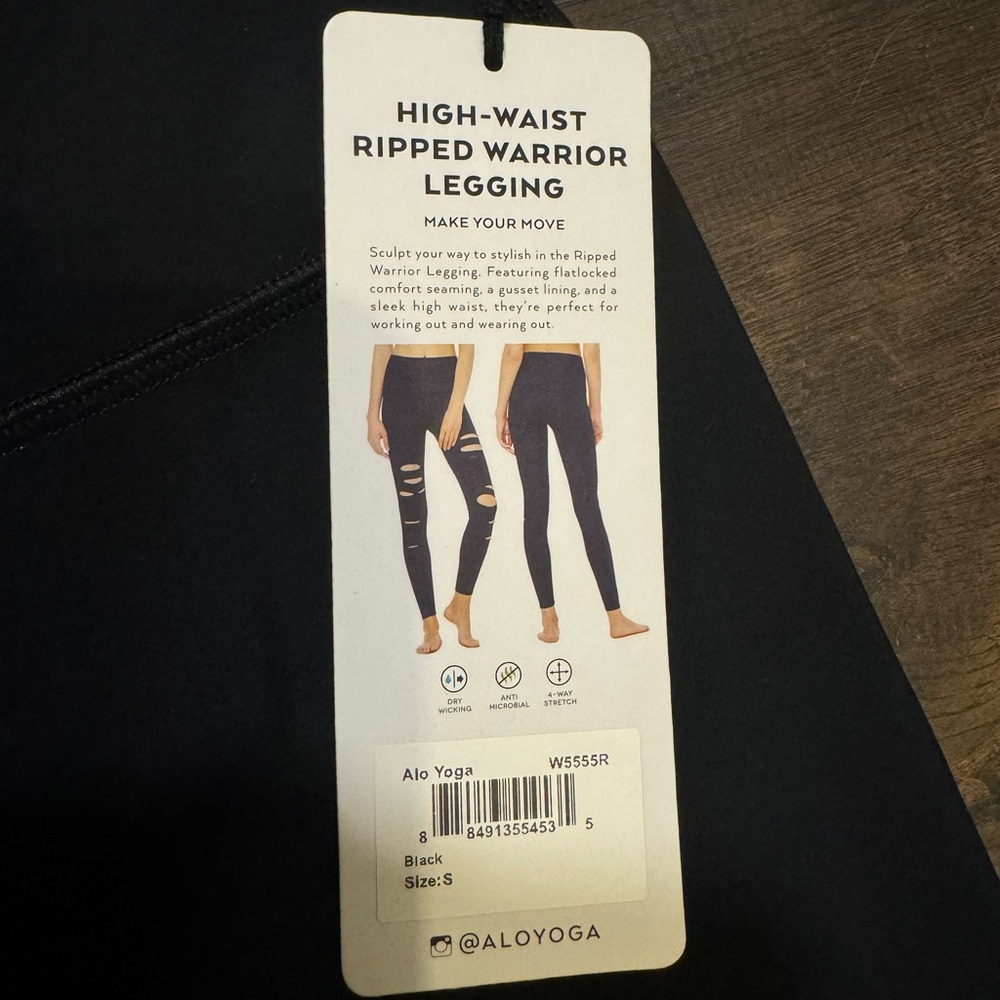 HIGH-WAIST
RIPPED WARRIOR
LEGGING
MAKE YOUR MOVE
Sculpt your way to stylish in the Ripped
Warrior Legging. Featuring flatlocked
comfort seaming, a gusset lining, and a
sleek high waist, they're perfect for
working out and wearing out.
DRY
WICKING
ANTI
MICROBIAL
4-WAY
STRETCH
Alo Yoga W5555R
8 8491355453 5
Black
Size:S
@ALOYOGA